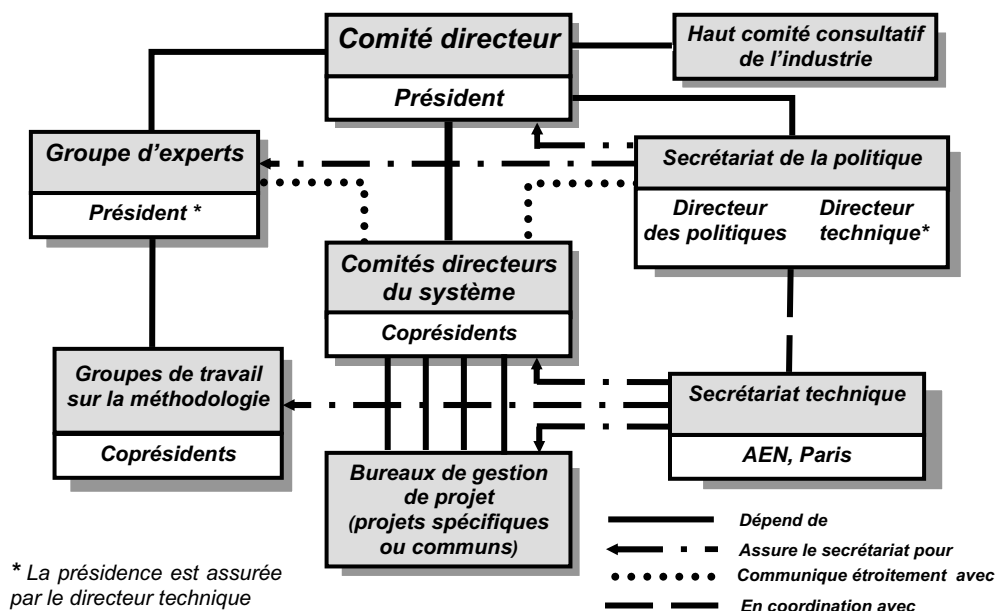 Comité directeur
Président
Haut comité consultatif
de l'industrie
Groupe d'experts
Président *
Secrétariat de la politique
Directeur
des politiques
Directeur
technique*
Comités directeurs
du système
Coprésidents
Groupes de travail
sur la méthodologie
Coprésidents
Secrétariat technique
AEN, Paris
Bureaux de gestion
de projet
(projets spécifiques
ou communs)
Dépend de
Assure le secrétariat pour
Communique étroitement avec
En coordination avec
* La présidence est assurée
par le directeur technique